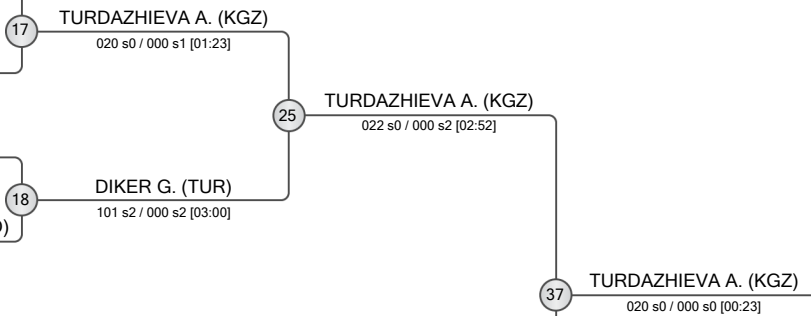 17
TURDAZHIEVA A. (KGZ)
020 s0 / 000 s1 [01:23]
25
TURDAZHIEVA A. (KGZ)
022 s0 / 000 s2 [02:52]
18
DIKER G. (TUR)
101 s2 / 000 s2 [03:00]
37
TURDAZHIEVA A. (KGZ)
020 s0 / 000 s0 [00:23]